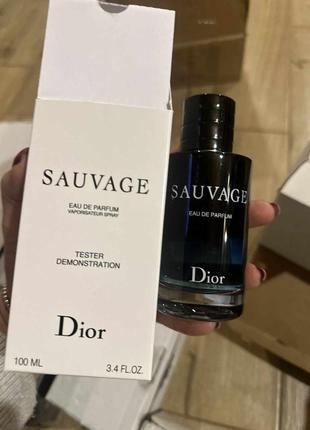 SAUVAGE
EAU DE PARFUM
VAPORISATEUR SPRAY
TESTER
DEMONSTRATION
Dior
100 ML 3.4 FL.OZ.
SAUVAGE
EAU DE PARFUM
Dior